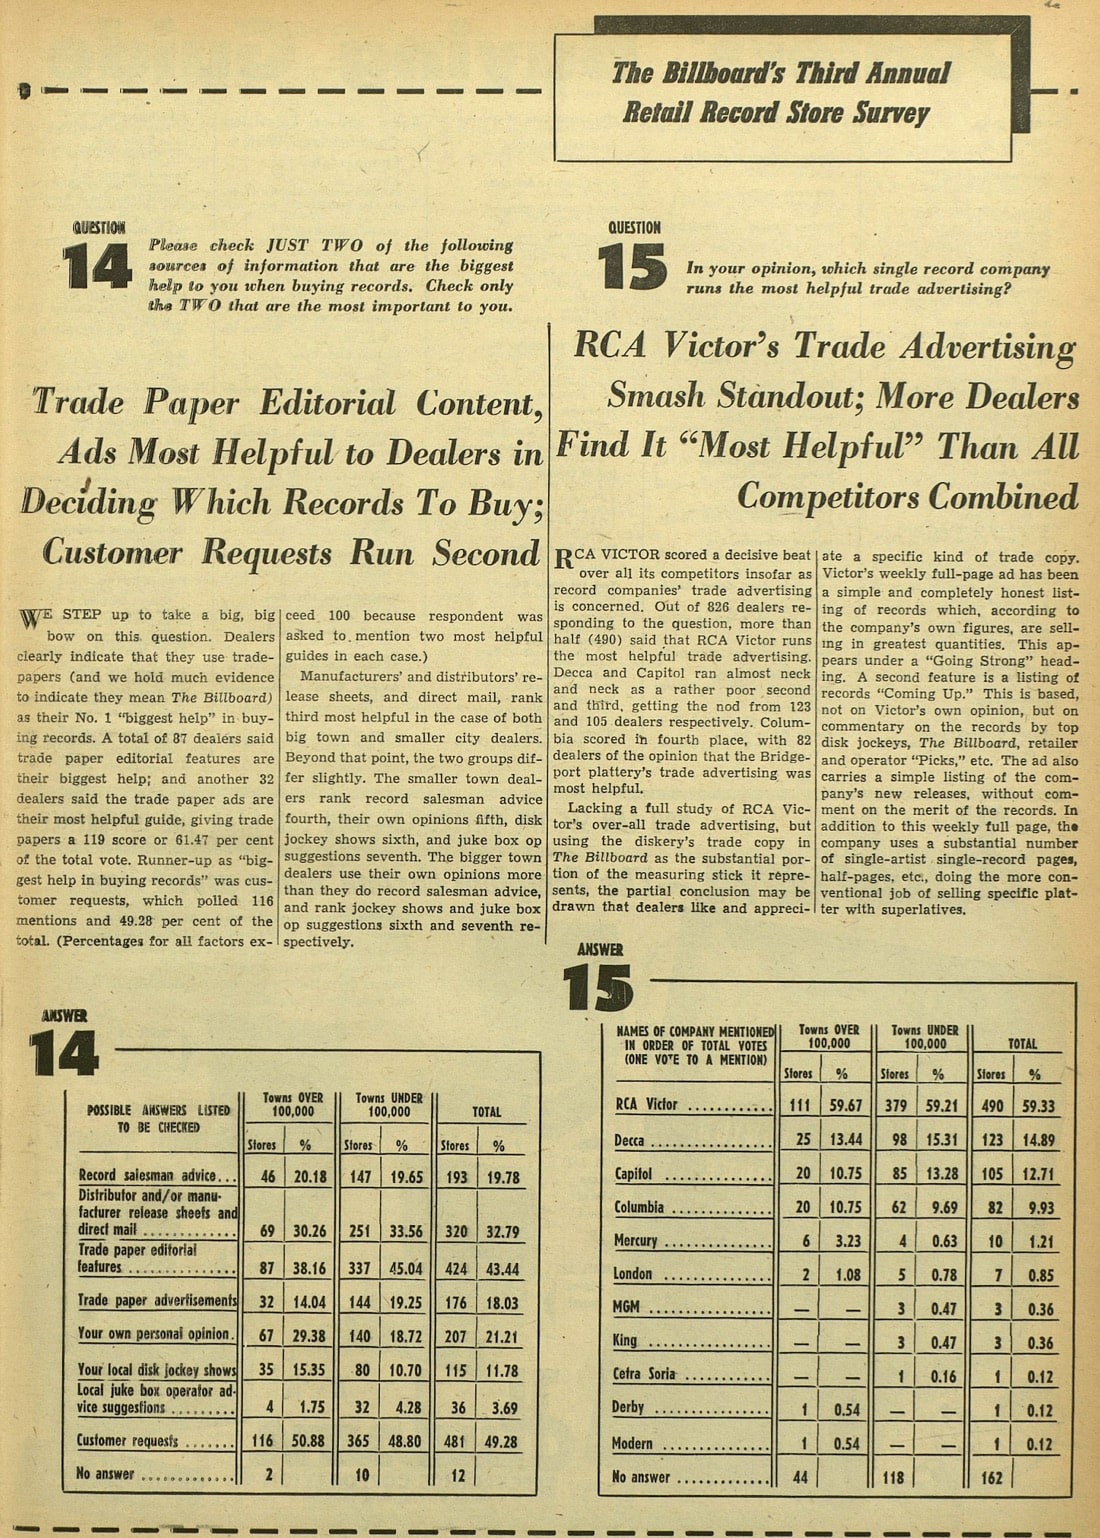 The Billboard's Third Annual
Retail Record Store Survey
QUESTION
14
Please check JUST TWO of the following
sources of information that are the biggest
help to you when buying records. Check only
the TWO that are the most important to you.
Trade Paper Editorial Content,
Ads Most Helpful to Dealers in
Deciding Which Records To Buy;
Customer Requests Run Second
WE STEP up to take a big, big
bow on this question. Dealers
clearly indicate that they use trade-
papers (and we hold much evidence
to indicate they mean The Billboard)
as their No. 1 "biggest help" in buy-
ing records. A total of 87 dealers said
trade paper editorial features are
their biggest help; and another 32
dealers said the trade paper ads are
their most helpful guide, giving trade
papers a 119 score or 61.47 per cent
of the total vote. Runner-up as "big-
gest help in buying records" was cus-
tomer requests, which polled 116
mentions and 49.28 per cent of the
total. (Percentages for all factors ex-
ceed 100 because respondent was
asked to mention two most helpful
guides in each case.)
Manufacturers' and distributors' re-
lease sheets, and direct mail, rank
third most helpful in the case of both
big town and smaller city dealers.
Beyond that point, the two groups dif-
fer slightly. The smaller town deal-
ers rank record salesman advice
fourth, their own opinions fifth, disk
jockey shows sixth, and juke box op
suggestions seventh. The bigger town
dealers use their own opinions more
than they do record salesman advice,
and rank jockey shows and juke box
op suggestions sixth and seventh re-
spectively.
ANSWER
14
POSSIBLE ANSWERS LISTED
TO BE CHECKED
Towns OVER
100,000
Towns UNDER
100,000
TOTAL
Stores % Stores % Stores %
Record salesman advice... 46 20.18 147 19.65 193 19.78
Distributor and/or manu-
facturer release sheets and
direct mail ............. 69 30.26 251 33.56 320 32.79
Trade paper editorial
features ............... 87 38.16 337 45.04 424 43.44
Trade paper advertisements 32 14.04 144 19.25 176 18.03
Your own personal opinion. 67 29.38 140 18.72 207 21.21
Your local disk jockey shows 35 15.35 80 10.70 115 11.78
Local juke box operator ad-
vice suggestions ......... 4 1.75 32 4.28 36 3.69
Customer requests ....... 116 50.88 365 48.80 481 49.28
No answer ............. 2 10 12
QUESTION
15
In your opinion, which single record company
runs the most helpful trade advertising?
RCA Victor's Trade Advertising
Smash Standout; More Dealers
Find It "Most Helpful" Than All
Competitors Combined
RCA VICTOR scored a decisive beat
over all its competitors insofar as
record companies' trade advertising
is concerned. Out of 826 dealers re-
sponding to the question, more than
half (490) said that RCA Victor runs
the most helpful trade advertising.
Decca and Capitol ran almost neck
and neck as a rather poor second
and third, getting the nod from 123
and 105 dealers respectively. Colum-
bia scored in fourth place, with 82
dealers of the opinion that the Bridge-
port plattery's trade advertising was
most helpful.
Lacking a full study of RCA Vic-
tor's over-all trade advertising, but
using the diskery's trade copy in
The Billboard as the substantial por-
tion of the measuring stick it repre-
sents, the partial conclusion may be
drawn that dealers like and appreci-
ate a specific kind of trade copy.
Victor's weekly full-page ad has been
a simple and completely honest list-
ing of records which, according to
the company's own figures, are sell-
ing in greatest quantities. This ap-
pears under a "Going Strong" head-
ing. A second feature is a listing of
records "Coming Up." This is based,
not on Victor's own opinion, but on
commentary on the records by top
disk jockeys, The Billboard, retailer
and operator "Picks," etc. The ad also
carries a simple listing of the com-
pany's new releases, without com-
ment on the merit of the records. In
addition to this weekly full page, the
company uses a substantial number
of single-artist single-record pages,
half-pages, etc., doing the more con-
ventional job of selling specific plat-
ter with superlatives.
ANSWER
15
NAMES OF COMPANY MENTIONED
IN ORDER OF TOTAL VOTES
(ONE VOTE TO A MENTION)
Towns OVER
100,000
Towns UNDER
100,000
TOTAL
Stores % Stores % Stores %
RCA Victor ............ 111 59.67 379 59.21 490 59.33
Decca ................. 25 13.44 98 15.31 123 14.89
Capitol ............... 20 10.75 85 13.28 105 12.71
Columbia .............. 20 10.75 62 9.69 82 9.93
Mercury ............... 6 3.23 4 0.63 10 1.21
London ................ 2 1.08 5 0.78 7 0.85
MGM ................... — — 3 0.47 3 0.36
King .................. — — 3 0.47 3 0.36
Cetra Soria ........... — — 1 0.16 1 0.12
Derby ................. 1 0.54 — — 1 0.12
Modern ................ 1 0.54 — — 1 0.12
No answer ............. 44 118 162